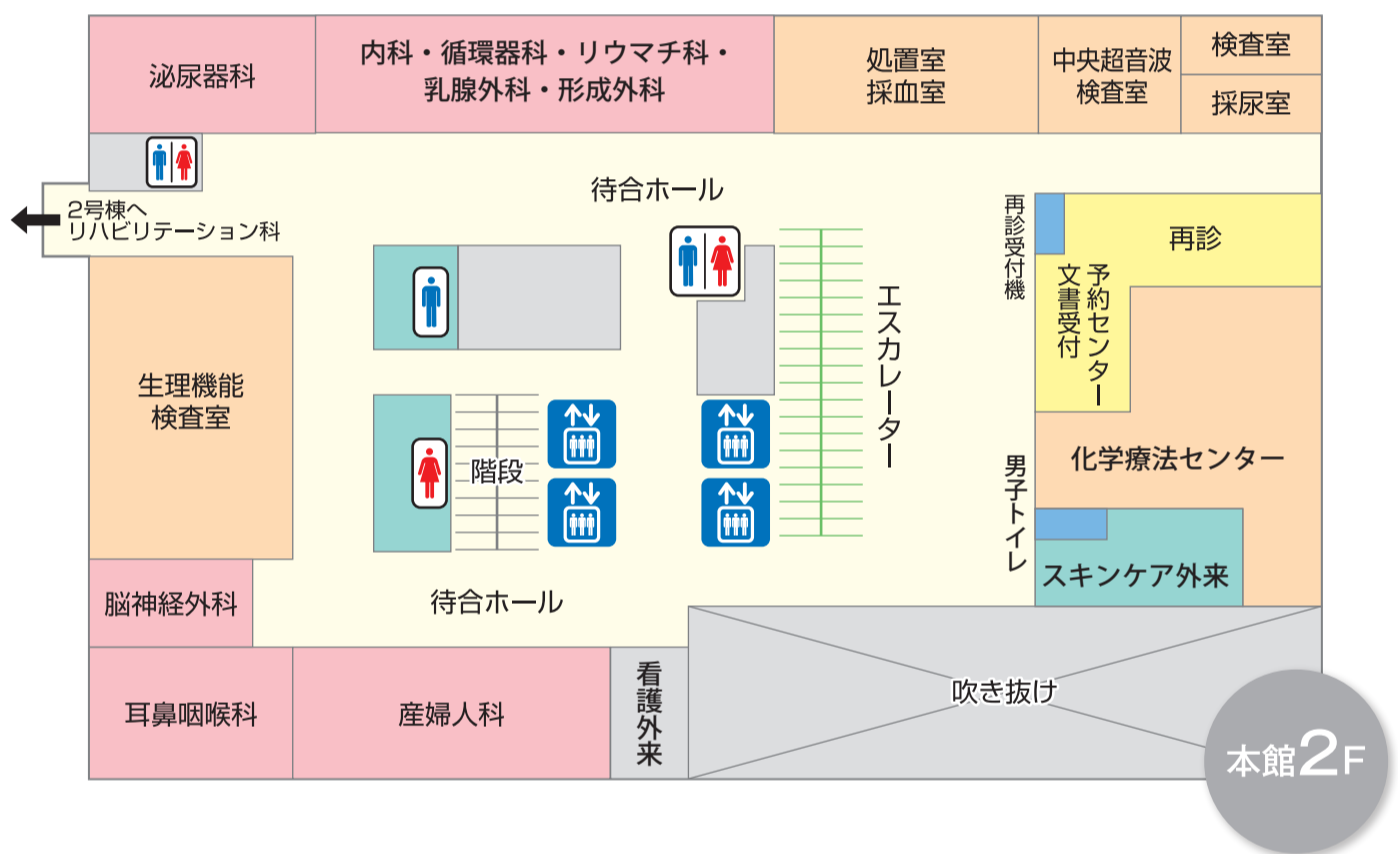 泌尿器科
内科・循環器科・リウマチ科・
乳腺外科・形成外科
処置室
採血室
中央超音波
検査室
検査室
採尿室
待合ホール
2号棟へ
リハビリテーション科
再診受付機
再診
予約センター
文書受付
エスカレーター
生理機能
検査室
階段
化学療法センター
男子トイレ
スキンケア外来
脳神経外科
待合ホール
耳鼻咽喉科
産婦人科
看護外来
吹き抜け
本館2F